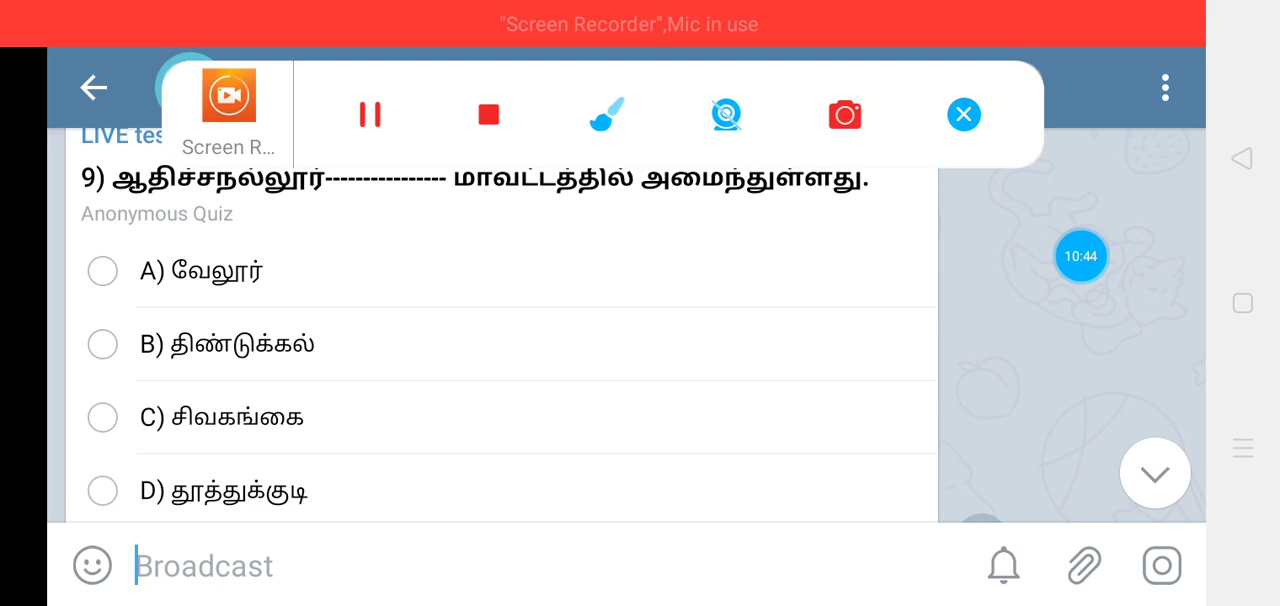 "Screen Recorder",Mic in use
Screen R...
LIVE tes
9) ஆதிச்சநல்லூர்---------------- மாவட்டத்தில் அமைந்துள்ளது.
Anonymous Quiz
A) வேலூர்
10:44
B) திண்டுக்கல்
C) சிவகங்கை
D) தூத்துக்குடி
Broadcast